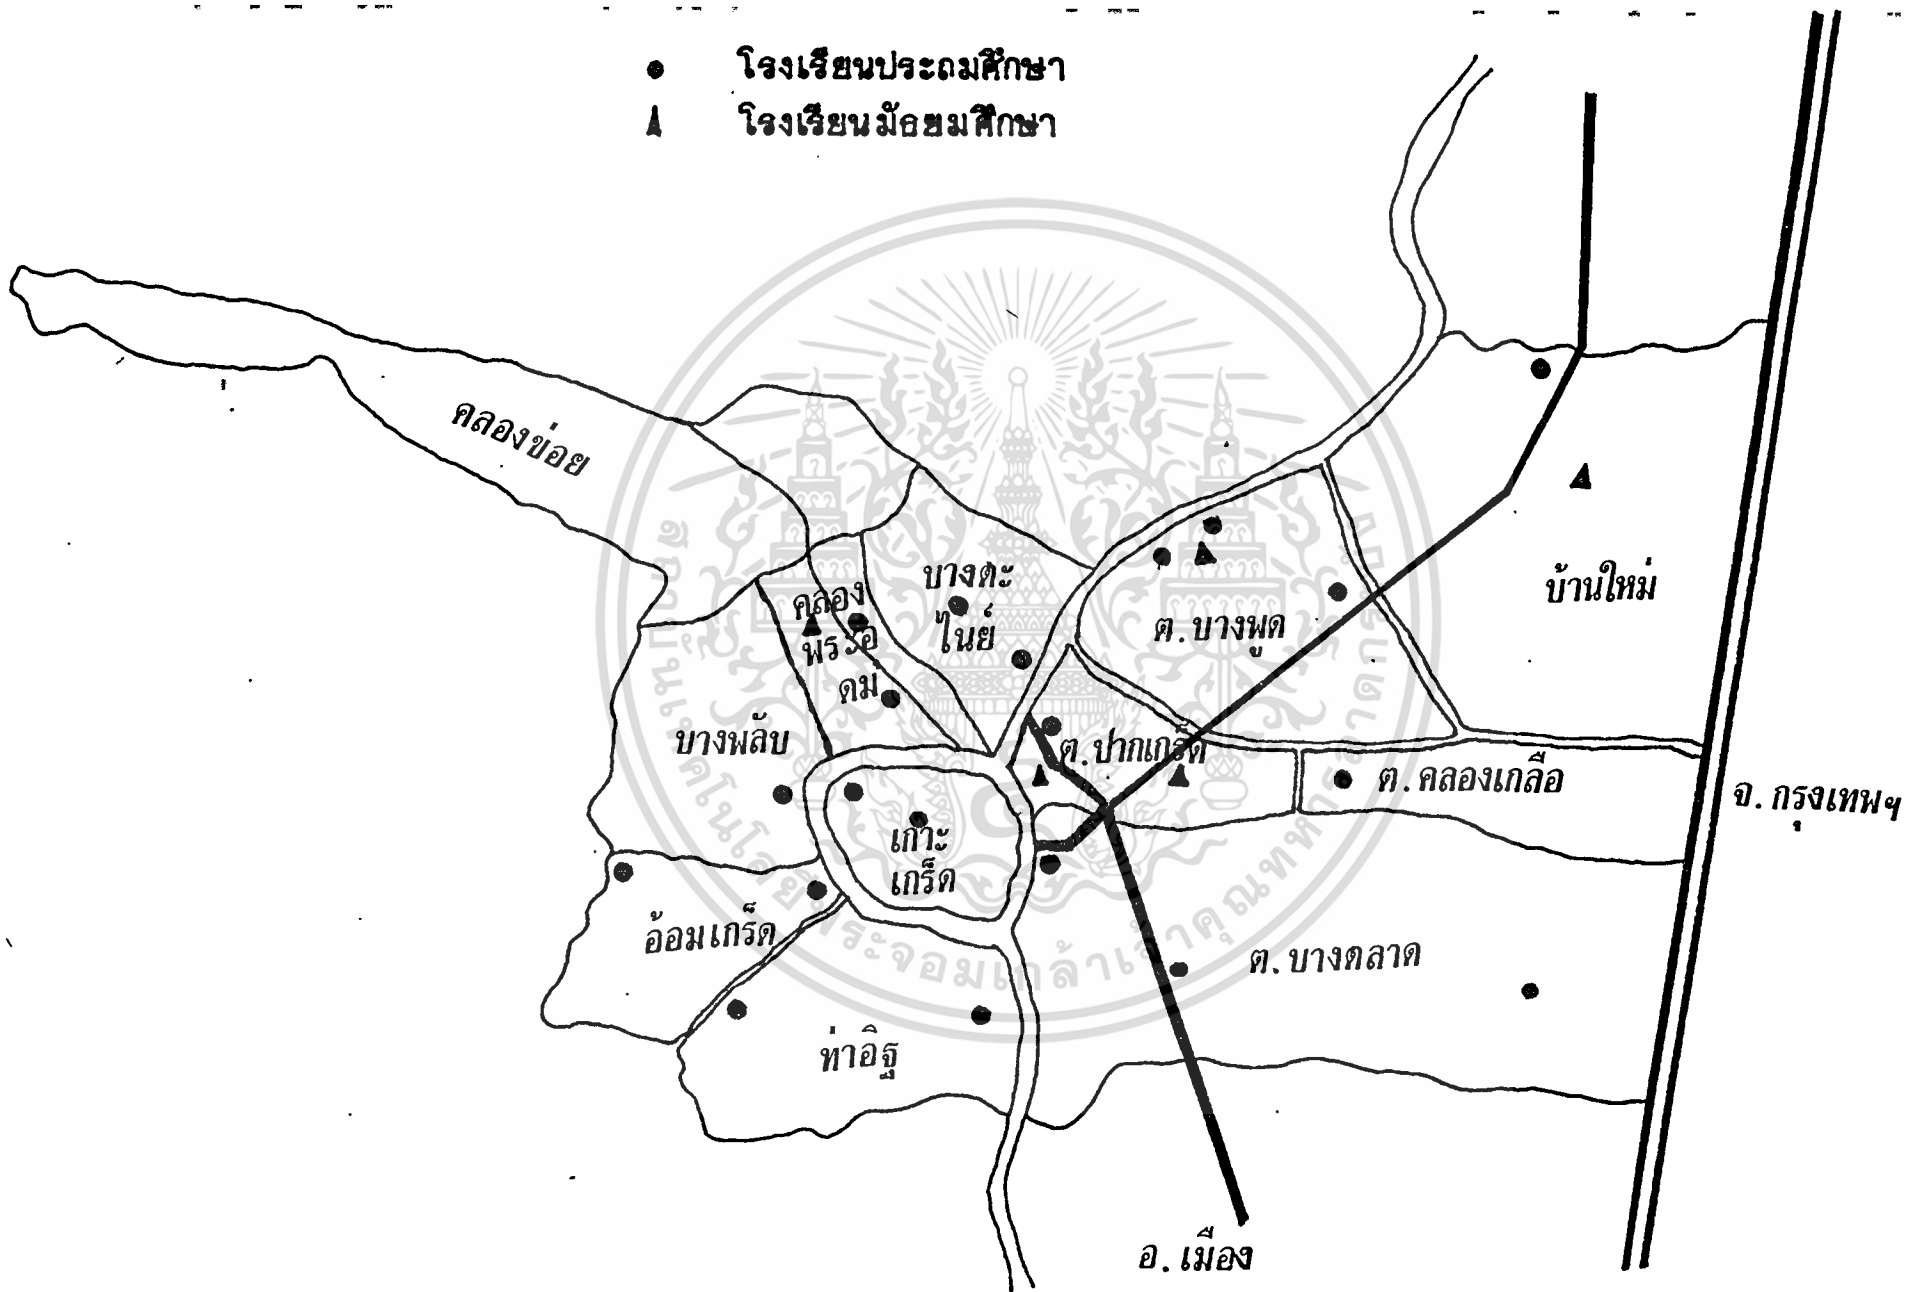 โรงเรียนประถมศึกษา
โรงเรียนมัธยมศึกษา
คลองข่อย
บางตะ
ไนย์
คลอง
พระอุ
ดม
บางพลับ
ต.บางพูด
บ้านใหม่
ต.ปากเกร็ด
ต.คลองเกลือ
จ.กรุงเทพฯ
เกาะ
เกร็ด
อ้อมเกร็ด
ต.บางตลาด
ท่าอิฐ
อ.เมือง